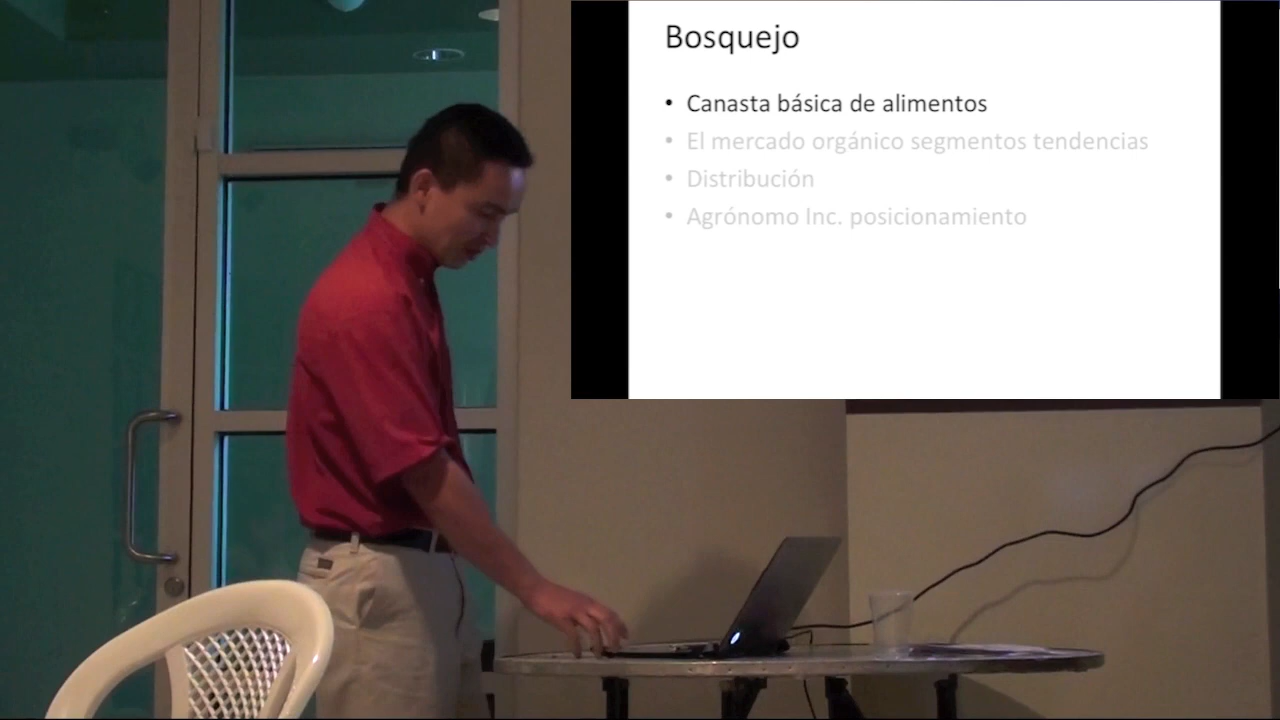 Bosquejo
• Canasta básica de alimentos
• El mercado orgánico segmentos tendencias
• Distribución
• Agrónomo Inc. posicionamiento